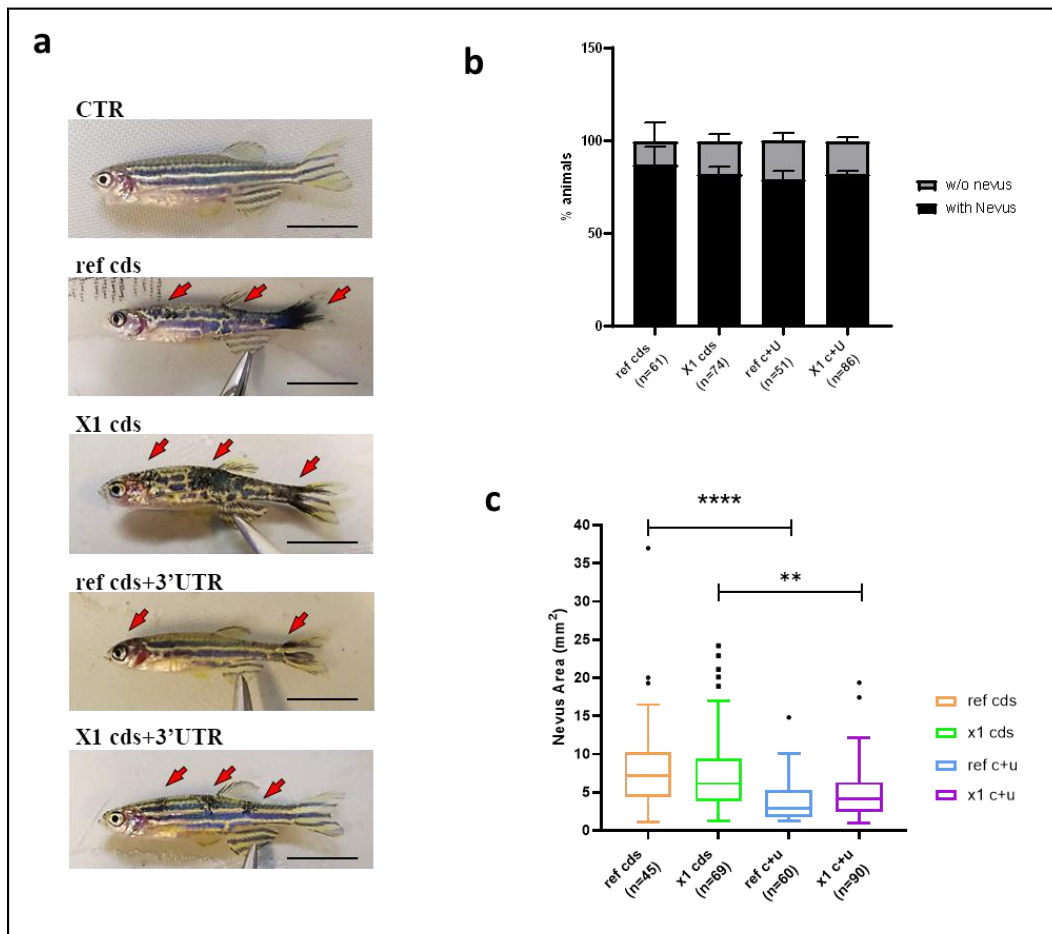 a
CTR
ref cds
X1 cds
ref cds+3’UTR
X1 cds+3’UTR
b
150
100
50
0
% animals
w/o nevus
with Nevus
ref cds
(n=61)
X1 cds
(n=74)
ref c+U
(n=51)
X1 c+U
(n=86)
c
****
**
40
35
30
25
20
15
10
5
0
Nevus Area (mm²)
ref cds
x1 cds
ref c+u
x1 c+u
ref cds
(n=45)
x1 cds
(n=69)
ref c+u
(n=60)
x1 c+u
(n=90)